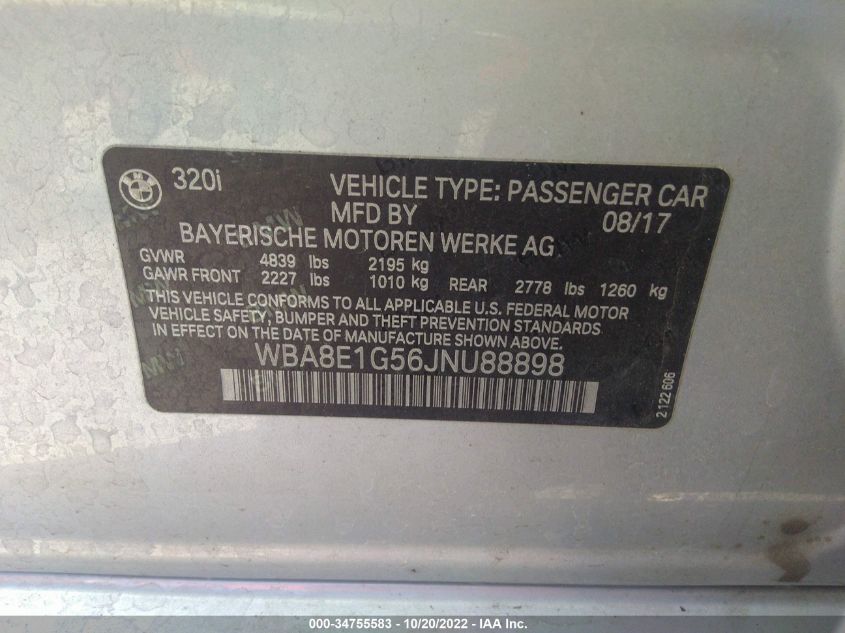 BMW 320i VEHICLE TYPE: PASSENGER CAR
MFD BY 08/17
BAYERISCHE MOTOREN WERKE AG
GVWR 4839 lbs 2195 kg
GAWR FRONT 2227 lbs 1010 kg REAR 2778 lbs 1260 kg
THIS VEHICLE CONFORMS TO ALL APPLICABLE U.S. FEDERAL MOTOR
VEHICLE SAFETY, BUMPER AND THEFT PREVENTION STANDARDS
IN EFFECT ON THE DATE OF MANUFACTURE SHOWN ABOVE.
WBA8E1G56JNU88898
2122606
000-34755583 - 10/20/2022 - IAA Inc.